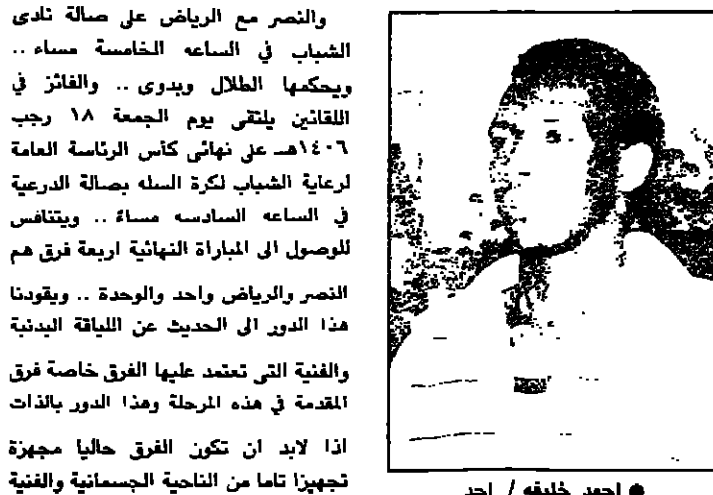 والنصر مع الرياض على صالة نادى
الشباب في الساعه الخامسة مساء ..
ويحكمها الطلال وبدوى .. والفائز في
اللقائين يلتقى يوم الجمعة ١٨ رجب
١٤٠٦هـ على نهائى كأس الرئاسة العامة
لرعاية الشباب لكرة السله بصالة الدرعية
في الساعه السادسه مساءً .. ويتنافس
للوصول الى المباراة النهائية اربعة فرق هم
النصر والرياض واحد والوحدة .. ويقودنا
هذا الدور الى الحديث عن اللياقة البدنية
والفنية التى تعتمد عليها الفرق خاصة فرق
المقدمة في هذه المرحلة وهذا الدور بالذات
اذا لابد ان تكون الفرق حاليا مجهزة
تجهيزا تاما من الناحية الجسمانية والفنية
● احمد خليفه / احد